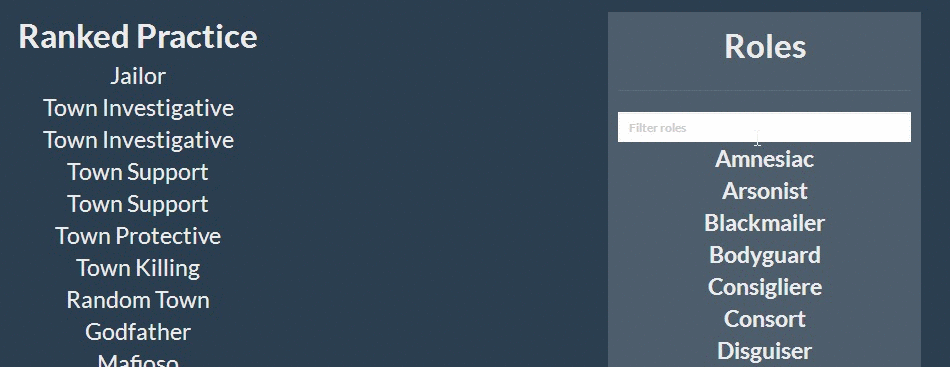 Ranked Practice
Jailor
Town Investigative
Town Investigative
Town Support
Town Support
Town Protective
Town Killing
Random Town
Godfather
Mafioso
Roles
Filter roles
Amnesiac
Arsonist
Blackmailer
Bodyguard
Consigliere
Consort
Disguiser